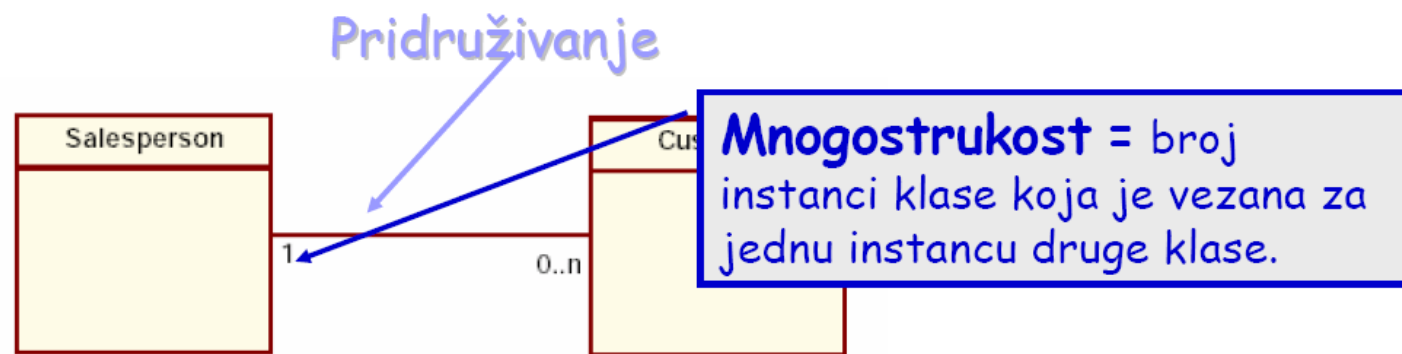 Pridruživanje
Salesperson
Mnogostrukost = broj
instanci klase koja je vezana za
jednu instancu druge klase.
1
0..n